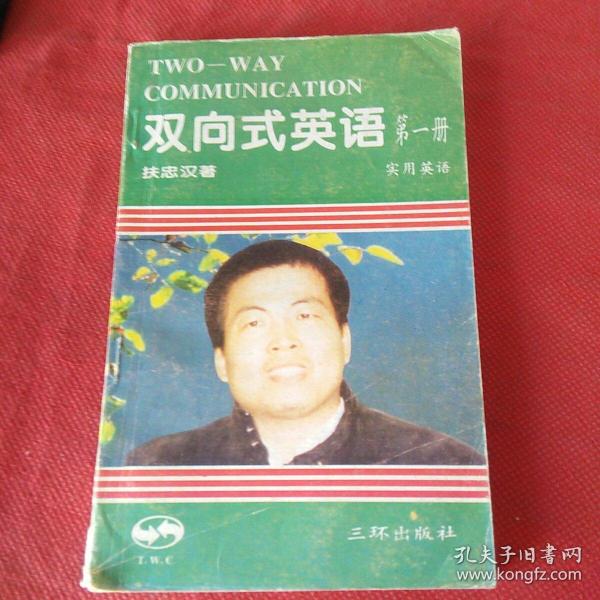 TWO—WAY
COMMUNICATION
双向式英语 第一册
扶忠汉著 实用英语
三环出版社
T.W.C
孔夫子旧书网
www.kongfz.com